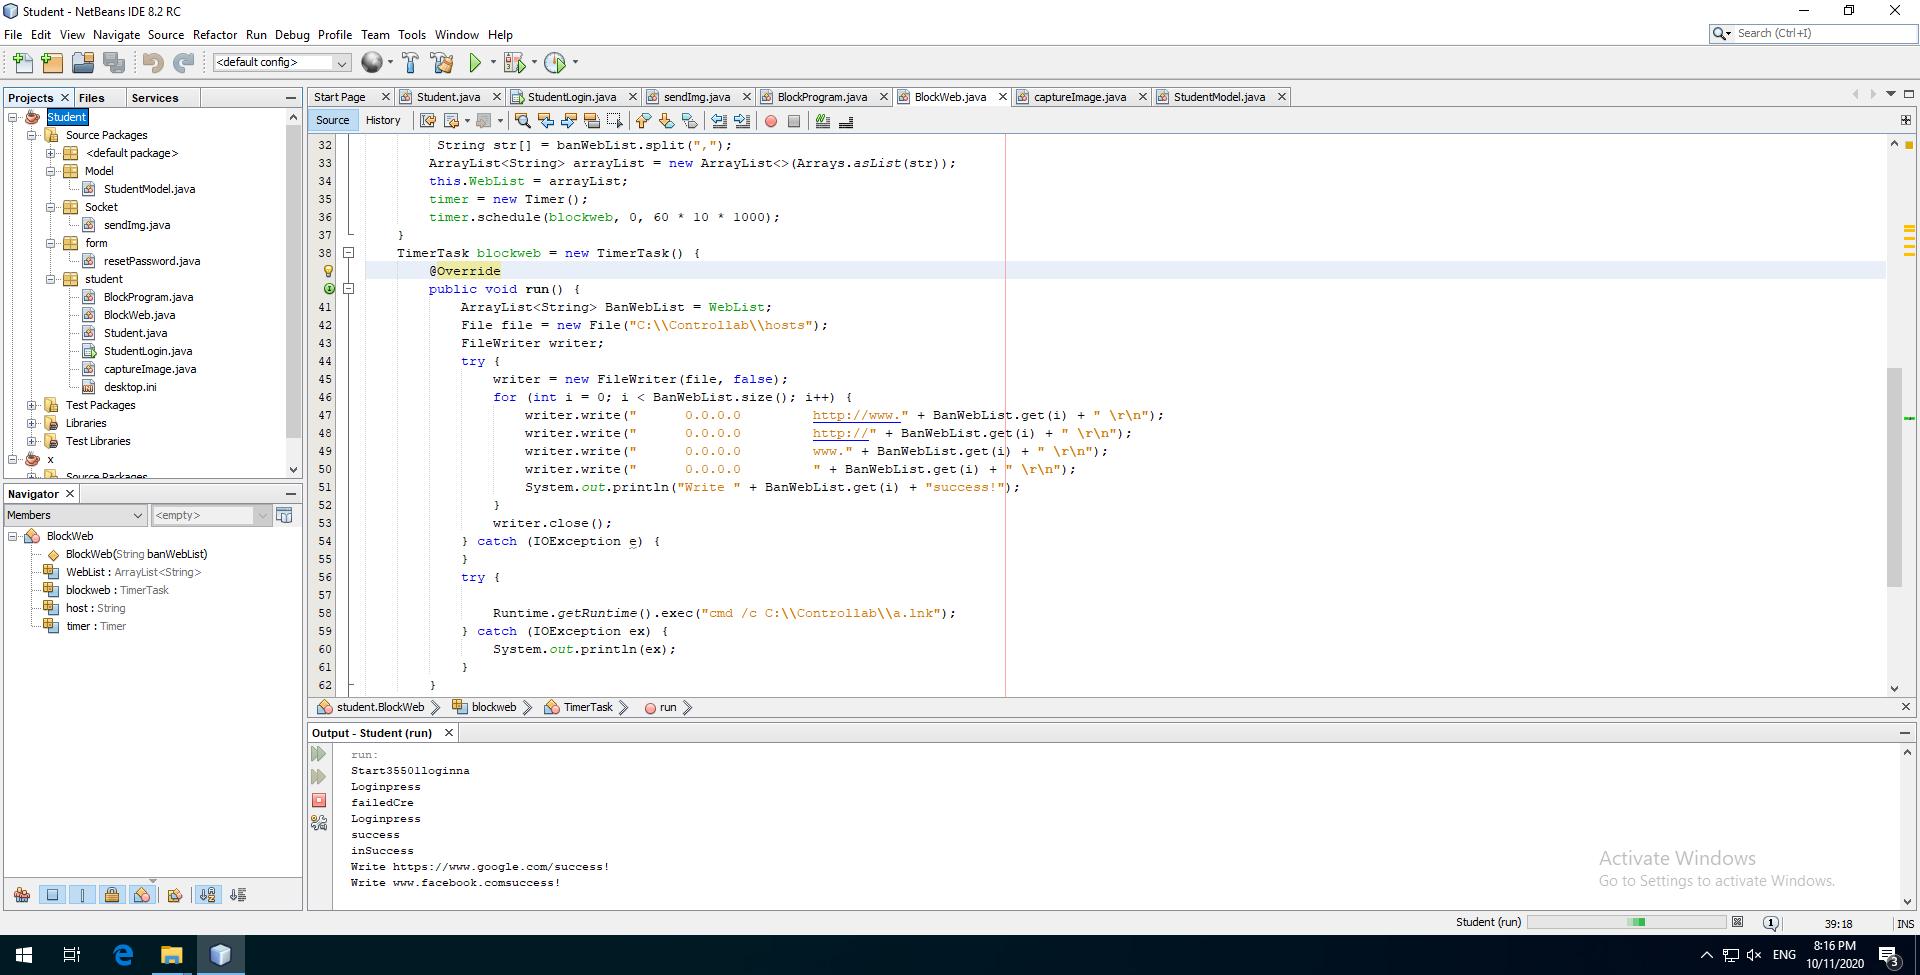 Student - NetBeans IDE 8.2 RC
File Edit View Navigate Source Refactor Run Debug Profile Team Tools Window Help
Search (Ctrl+I)
<default config>
Projects Files Services
Student
Source Packages
<default package>
Model
StudentModel.java
Socket
sendImg.java
form
resetPassword.java
student
BlockProgram.java
BlockWeb.java
Student.java
StudentLogin.java
captureImage.java
desktop.ini
Test Packages
Libraries
Test Libraries
x
Source Packages
Navigator
Members <empty>
BlockWeb
BlockWeb(String banWebList)
WebList : ArrayList<String>
blockweb : TimerTask
host : String
timer : Timer
Start Page Student.java StudentLogin.java sendImg.java BlockProgram.java BlockWeb.java captureImage.java StudentModel.java
Source History
32 String str[] = banWebList.split(",");
33 ArrayList<String> arrayList = new ArrayList<>(Arrays.asList(str));
34 this.WebList = arrayList;
35 timer = new Timer();
36 timer.schedule(blockweb, 0, 60 * 10 * 1000);
37 }
38 TimerTask blockweb = new TimerTask() {
@Override
public void run() {
41 ArrayList<String> BanWebList = WebList;
42 File file = new File("C:\\Controllab\\hosts");
43 FileWriter writer;
44 try {
45 writer = new FileWriter(file, false);
46 for (int i = 0; i < BanWebList.size(); i++) {
47 writer.write("      0.0.0.0         http://www." + BanWebList.get(i) + " \r\n");
48 writer.write("      0.0.0.0         http://" + BanWebList.get(i) + " \r\n");
49 writer.write("      0.0.0.0         www." + BanWebList.get(i) + " \r\n");
50 writer.write("      0.0.0.0         " + BanWebList.get(i) + " \r\n");
51 System.out.println("Write " + BanWebList.get(i) + "success!");
52 }
53 writer.close();
54 } catch (IOException e) {
55 }
56 try {
57
58 Runtime.getRuntime().exec("cmd /c C:\\Controllab\\a.lnk");
59 } catch (IOException ex) {
60 System.out.println(ex);
61 }
62 }
student.BlockWeb blockweb TimerTask run
Output - Student (run)
run:
Start35501loginna
Loginpress
failedCre
Loginpress
success
inSuccess
Write https://www.google.com/success!
Write www.facebook.comsuccess!
Activate Windows
Go to Settings to activate Windows.
Student (run) 1 39:18 INS
ENG 8:16 PM
10/11/2020 3